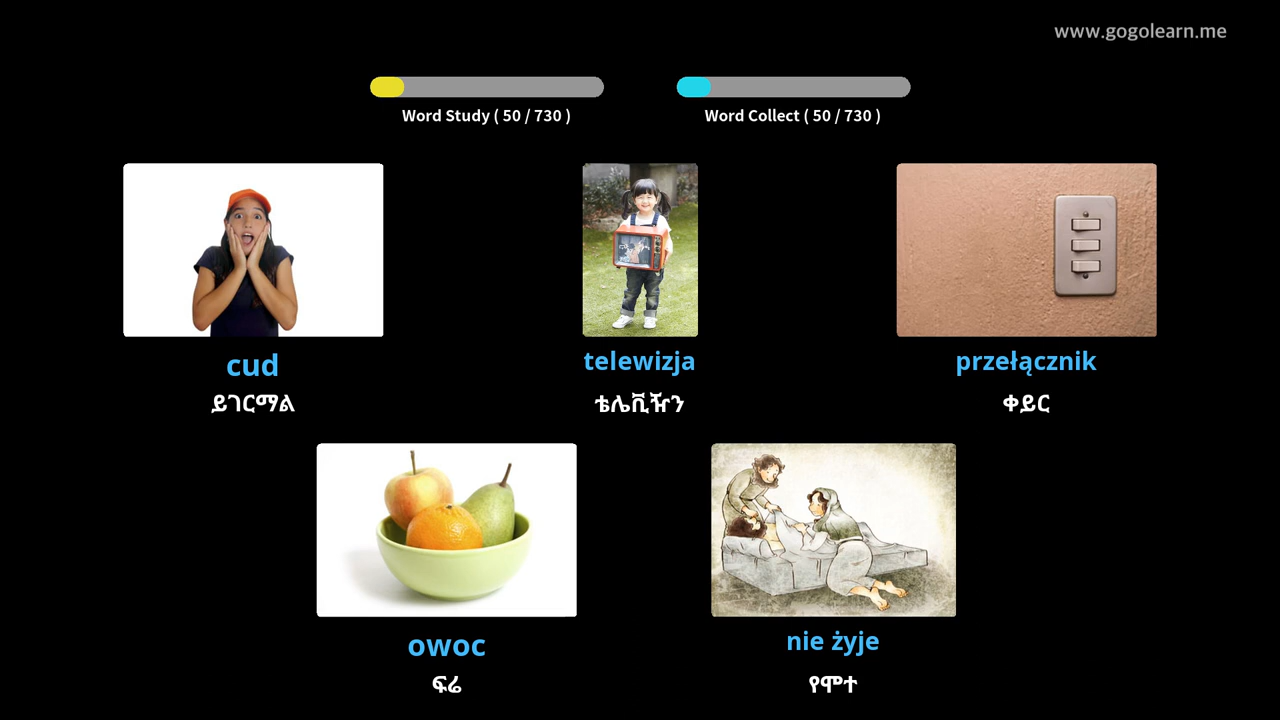 www.gogolearn.me
Word Study ( 50 / 730 )
Word Collect ( 50 / 730 )
cud
ይገርማል
telewizja
ቴሌቪዥን
przełącznik
ቀይር
owoc
ፍሬ
nie żyje
የሞተ